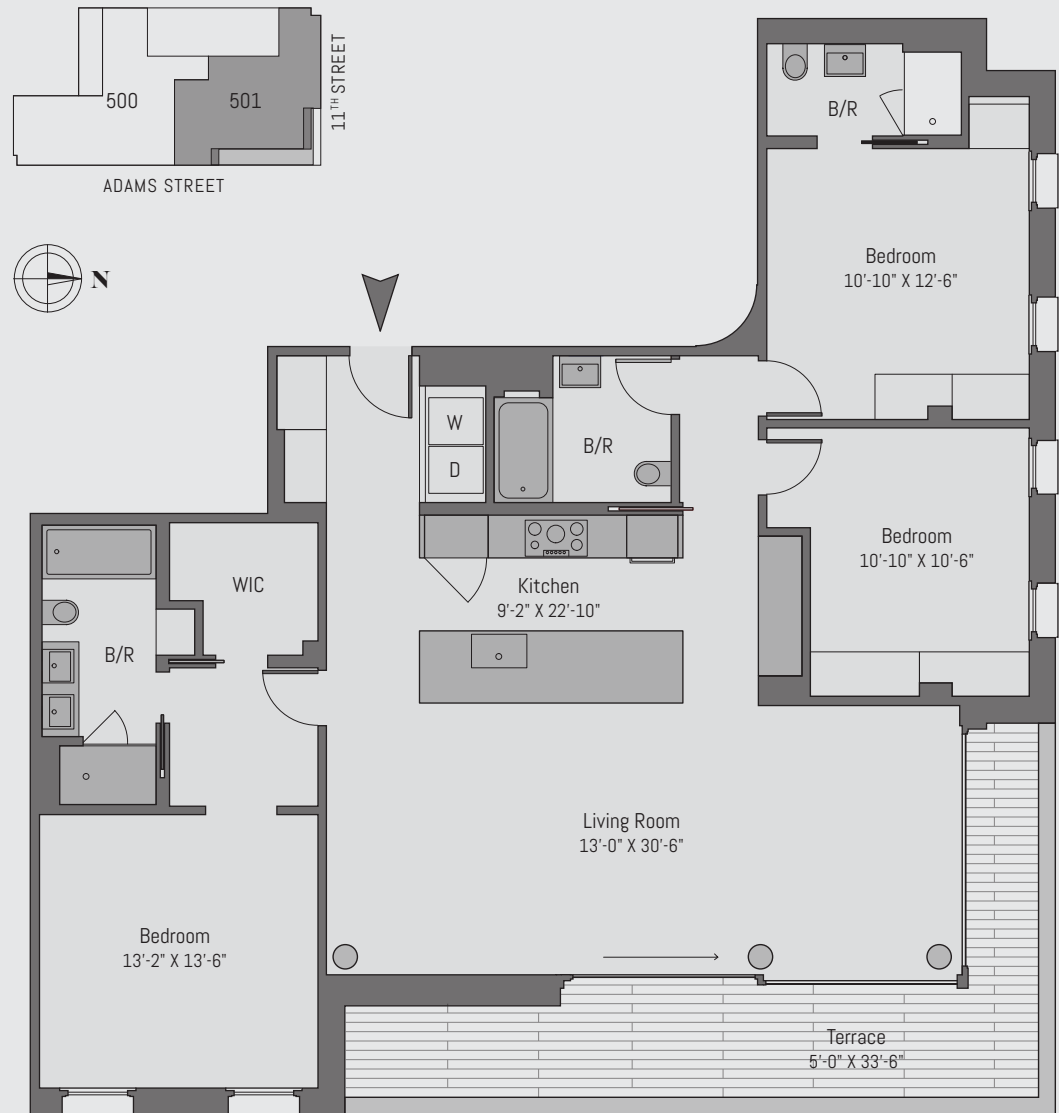 500
501
11TH STREET
ADAMS STREET
N
B/R
Bedroom
10'-10" X 12'-6"
W
D
B/R
Bedroom
10'-10" X 10'-6"
Kitchen
9'-2" X 22'-10"
WIC
B/R
Living Room
13'-0" X 30'-6"
Bedroom
13'-2" X 13'-6"
Terrace
5'-0" X 33'-6"